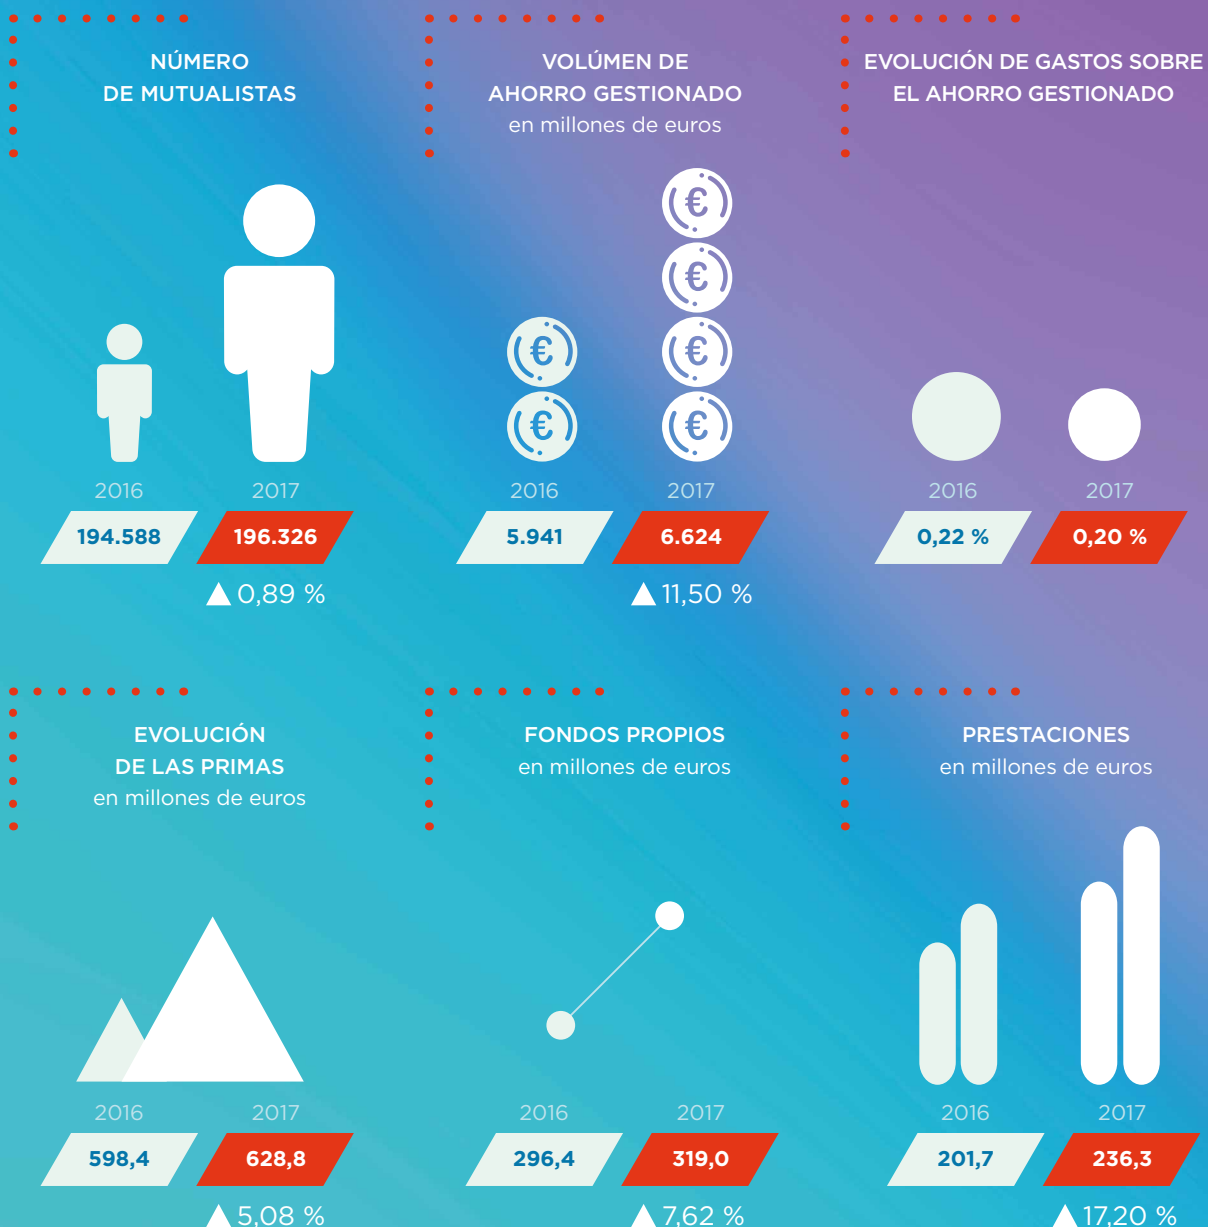 NÚMERO
DE MUTUALISTAS
2016 2017
194.588 196.326
▲ 0,89 %
VOLÚMEN DE
AHORRO GESTIONADO
en millones de euros
€ €
€ €
€ €
2016 2017
5.941 6.624
▲ 11,50 %
EVOLUCIÓN DE GASTOS SOBRE
EL AHORRO GESTIONADO
2016 2017
0,22 % 0,20 %
EVOLUCIÓN
DE LAS PRIMAS
en millones de euros
2016 2017
598,4 628,8
▲ 5,08 %
FONDOS PROPIOS
en millones de euros
2016 2017
296,4 319,0
▲ 7,62 %
PRESTACIONES
en millones de euros
2016 2017
201,7 236,3
▲ 17,20 %